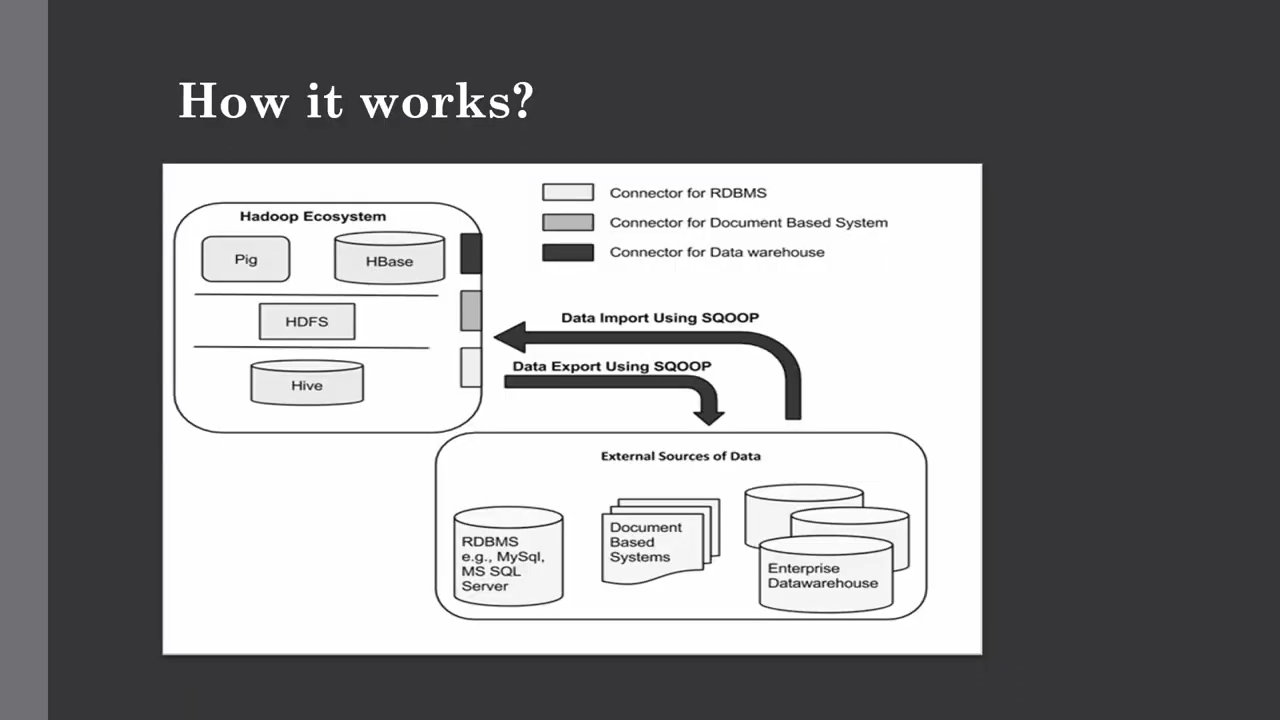 How it works?
Hadoop Ecosystem
Pig
HBase
HDFS
Hive
Connector for RDBMS
Connector for Document Based System
Connector for Data warehouse
Data Import Using SQOOP
Data Export Using SQOOP
External Sources of Data
RDBMS
e.g., MySql,
MS SQL
Server
Document
Based
Systems
Enterprise
Datawarehouse